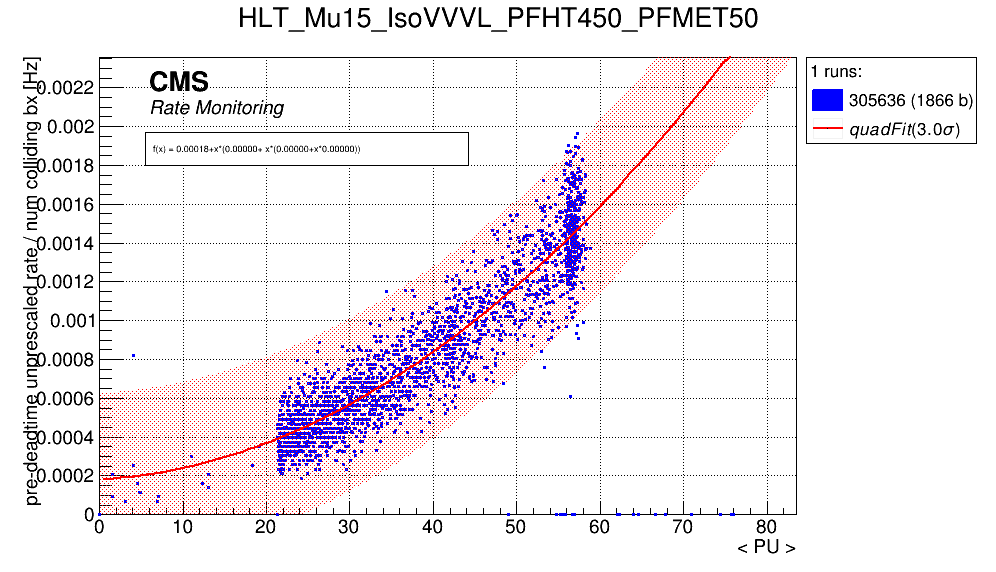 HLT_Mu15_IsoVVVL_PFHT450_PFMET50
pre-deadtime unprescaled rate / num colliding bx [Hz]
CMS
Rate Monitoring
f(x) = 0.00018+x*(0.00000+ x*(0.00000+x*0.00000))
1 runs:
305636 (1866 b)
quadFit(3.0σ)
0.0022
0.002
0.0018
0.0016
0.0014
0.0012
0.001
0.0008
0.0006
0.0004
0.0002
0
0 10 20 30 40 50 60 70 80
< PU >